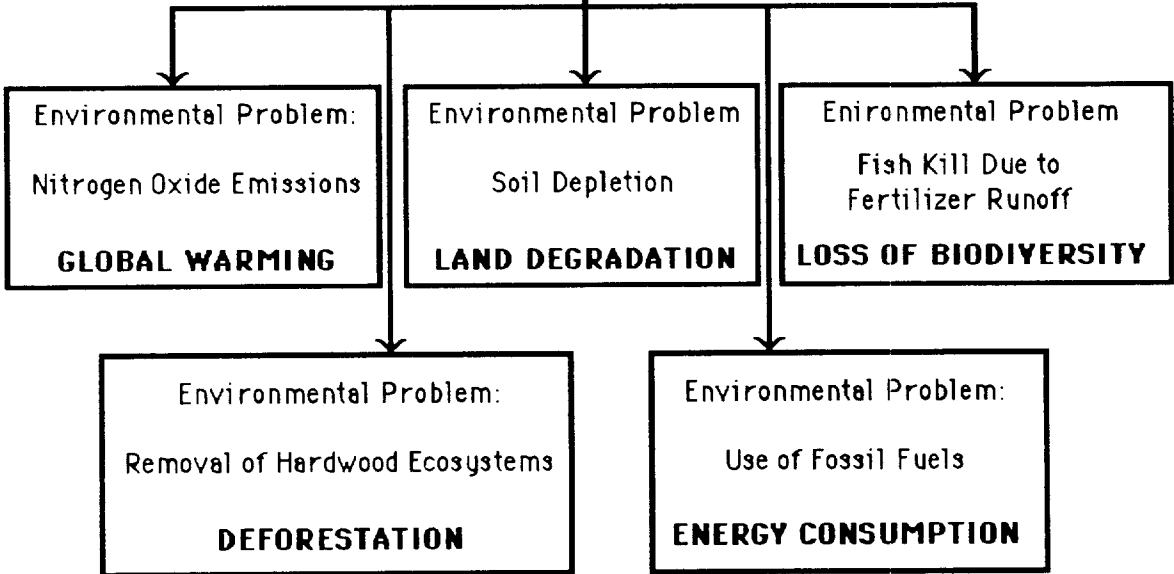 Environmental Problem:
Nitrogen Oxide Emissions
GLOBAL WARMING
Environmental Problem
Soil Depletion
LAND DEGRADATION
Enironmental Problem
Fish Kill Due to
Fertilizer Runoff
LOSS OF BIODIVERSITY
Environmental Problem:
Removal of Hardwood Ecosystems
DEFORESTATION
Environmental Problem:
Use of Fossil Fuels
ENERGY CONSUMPTION